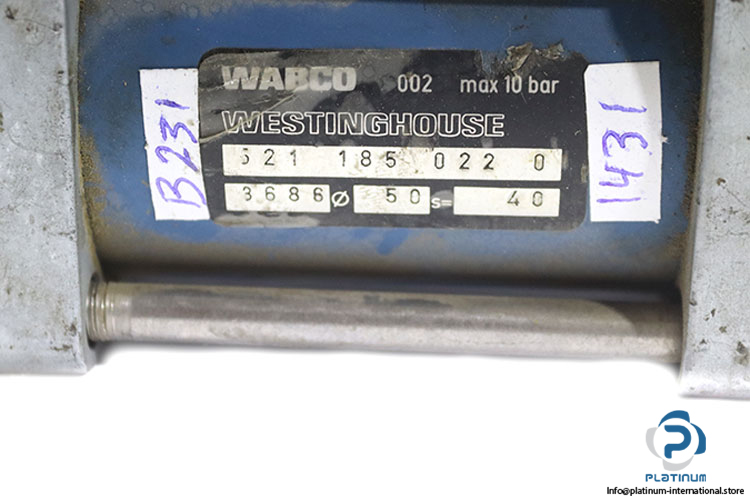 WABCO 002 max 10 bar
WESTINGHOUSE
521 185 022 0
3686 ø 50 s= 40
B231
1431
PLATINUM
Info@platinum-international.store